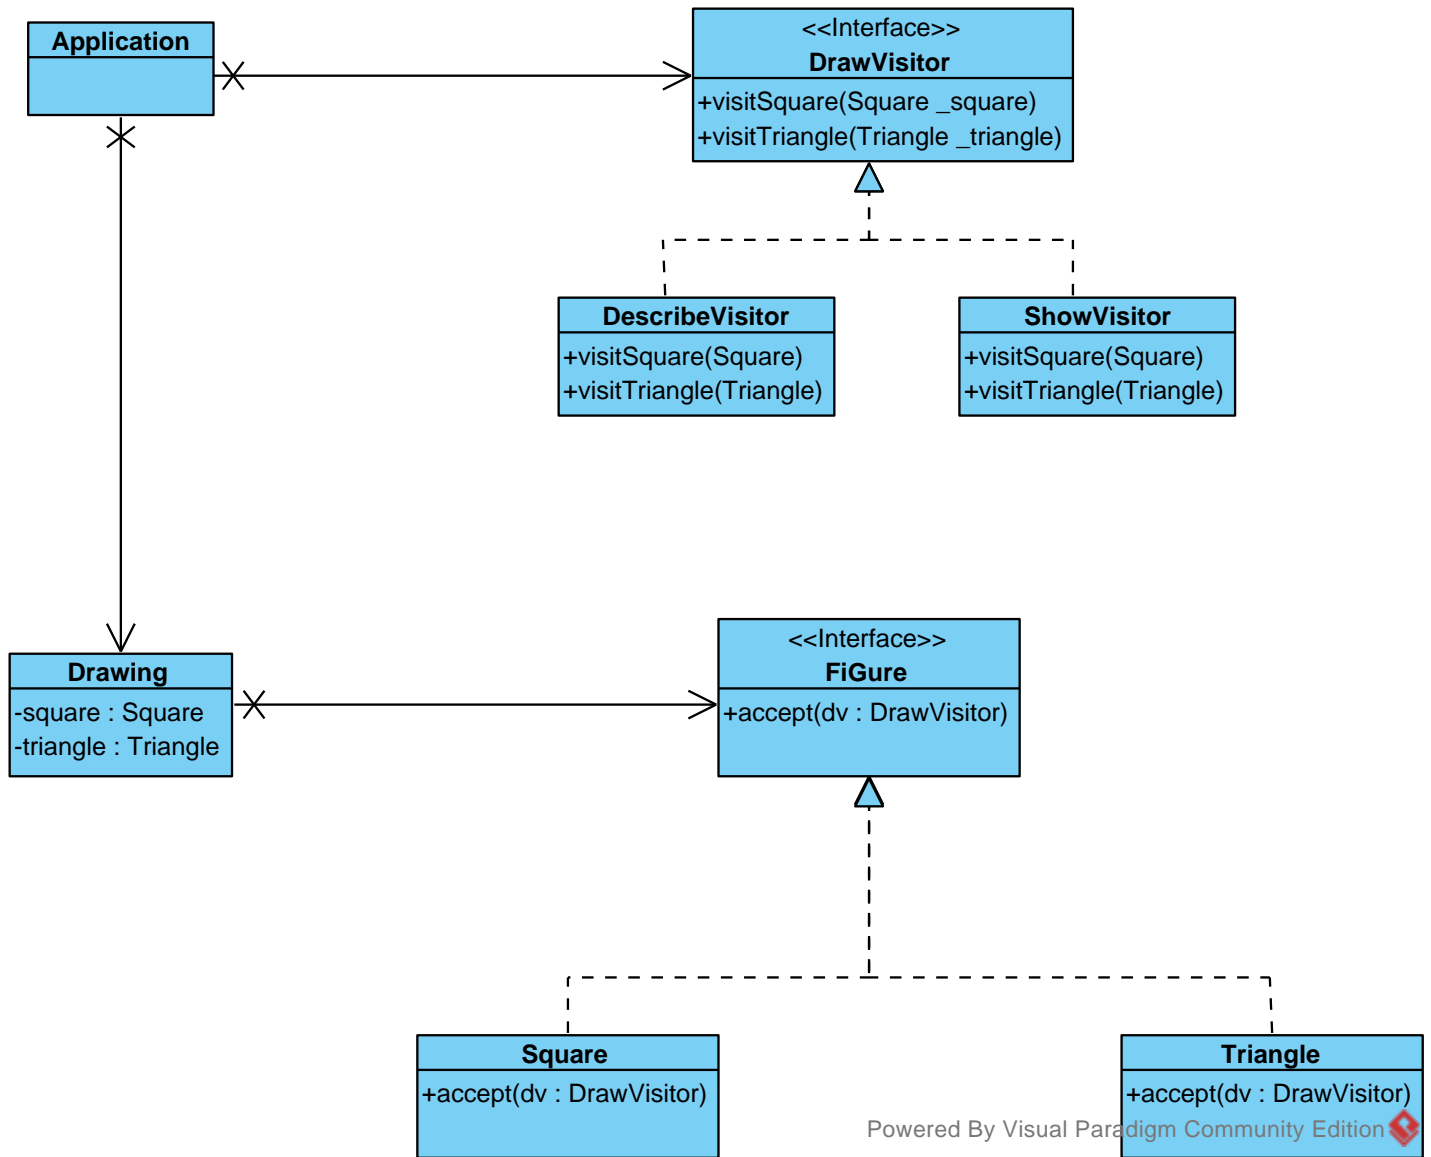 Application
<<Interface>>
DrawVisitor
+visitSquare(Square _square)
+visitTriangle(Triangle _triangle)
DescribeVisitor
+visitSquare(Square)
+visitTriangle(Triangle)
ShowVisitor
+visitSquare(Square)
+visitTriangle(Triangle)
Drawing
-square : Square
-triangle : Triangle
<<Interface>>
FiGure
+accept(dv : DrawVisitor)
Square
+accept(dv : DrawVisitor)
Triangle
+accept(dv : DrawVisitor)
Powered By Visual Paradigm Community Edition